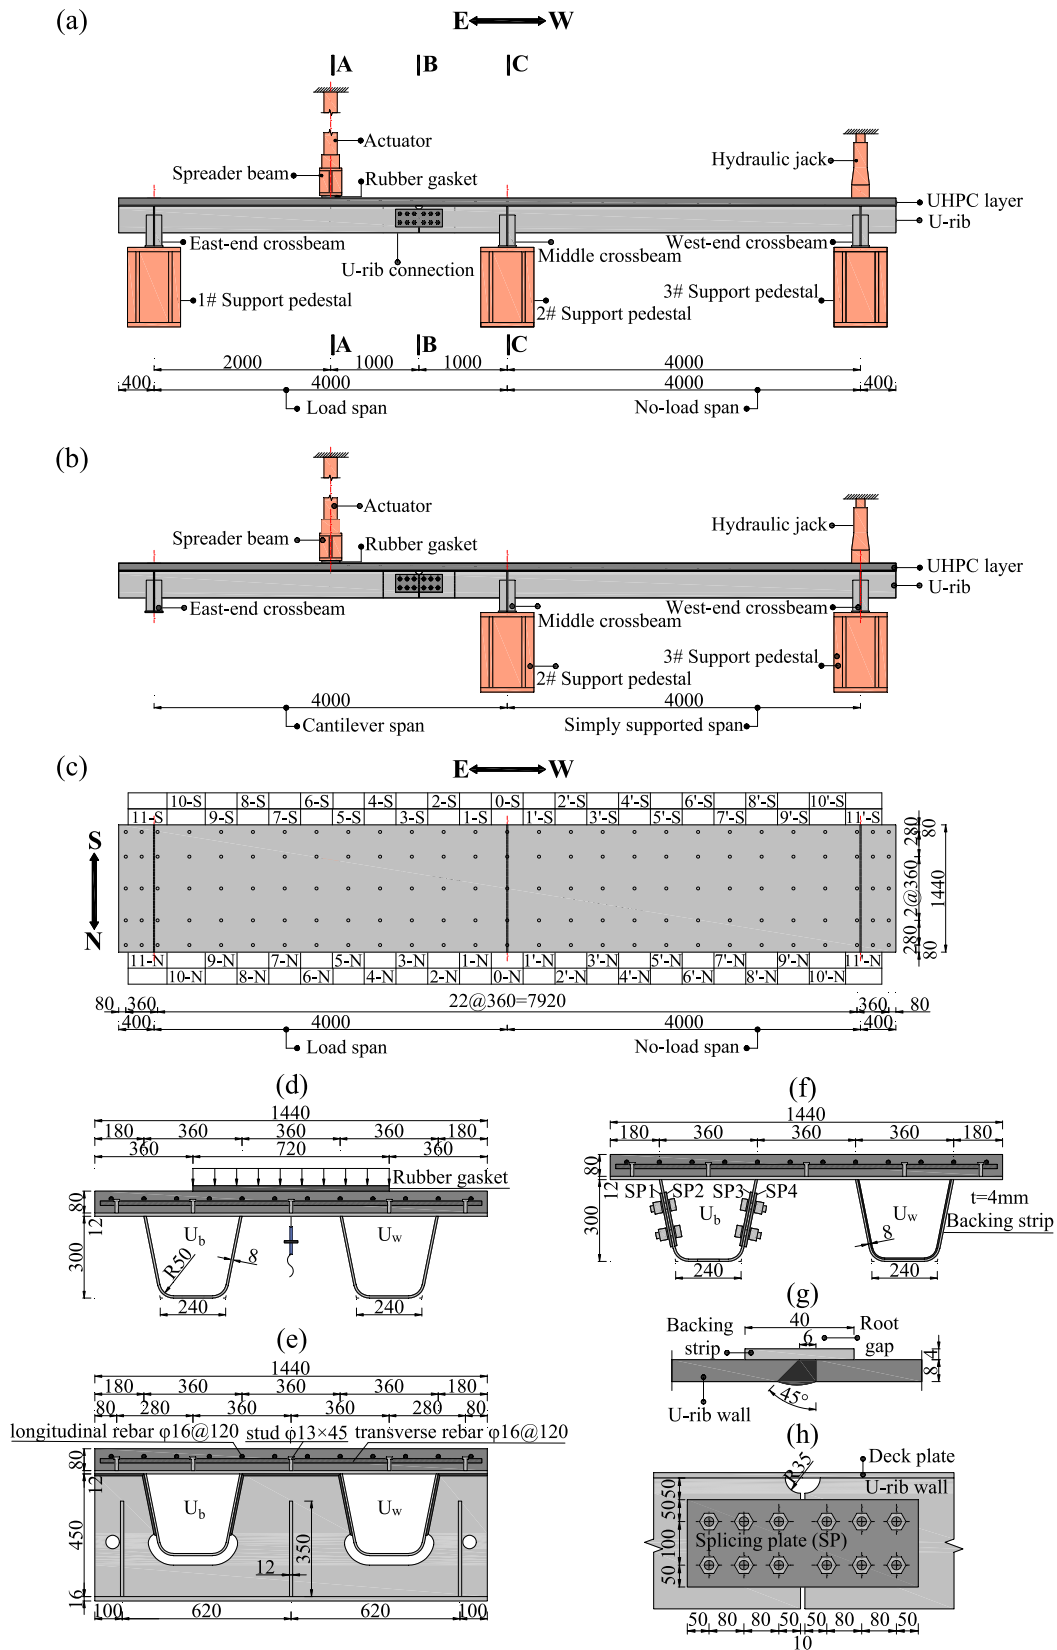 (a)
E W
A B C
Actuator
Spreader beam
Rubber gasket
Hydraulic jack
UHPC layer
U-rib
East-end crossbeam
U-rib connection
Middle crossbeam
West-end crossbeam
1# Support pedestal
2# Support pedestal
3# Support pedestal
A B C
2000 1000 1000 4000
400 4000 4000 400
Load span No-load span
(b)
Actuator
Spreader beam
Rubber gasket
Hydraulic jack
UHPC layer
U-rib
East-end crossbeam
Middle crossbeam
West-end crossbeam
2# Support pedestal
3# Support pedestal
4000 4000
Cantilever span Simply supported span
(c)
E W
10-S 8-S 6-S 4-S 2-S 0-S 2'-S 4'-S 6'-S 8'-S 10'-S
11-S 9-S 7-S 5-S 3-S 1-S 1'-S 3'-S 5'-S 7'-S 9'-S 11'-S
S
N
80 280 2@360 280 80
1440
11-N 9-N 7-N 5-N 3-N 1-N 1'-N 3'-N 5'-N 7'-N 9'-N 11'-N
10-N 8-N 6-N 4-N 2-N 0-N 2'-N 4'-N 6'-N 8'-N 10'-N
80 360 22@360=7920 360 80
400 4000 4000 400
Load span No-load span
(d)
1440
180 360 360 360 180
360 720 360
Rubber gasket
80
12
300
Ub Uw
R50
8
240 240
(e)
1440
180 360 360 360 180
80 280 360 360 280 80
longitudinal rebar φ16@120 stud φ13×45 transverse rebar φ16@120
80
12
450
16
Ub Uw
350
12
100 620 620 100
(f)
1440
180 360 360 360 180
80
12
300
SP1 SP2 SP3 SP4
Ub Uw
t=4mm
Backing strip
8
240 240
(g)
40
6
Backing strip
Root gap
4
8
45°
U-rib wall
(h)
Deck plate
U-rib wall
R35
50 50 100 50
Splicing plate (SP)
50 80 80 50 50 80 80 50
10